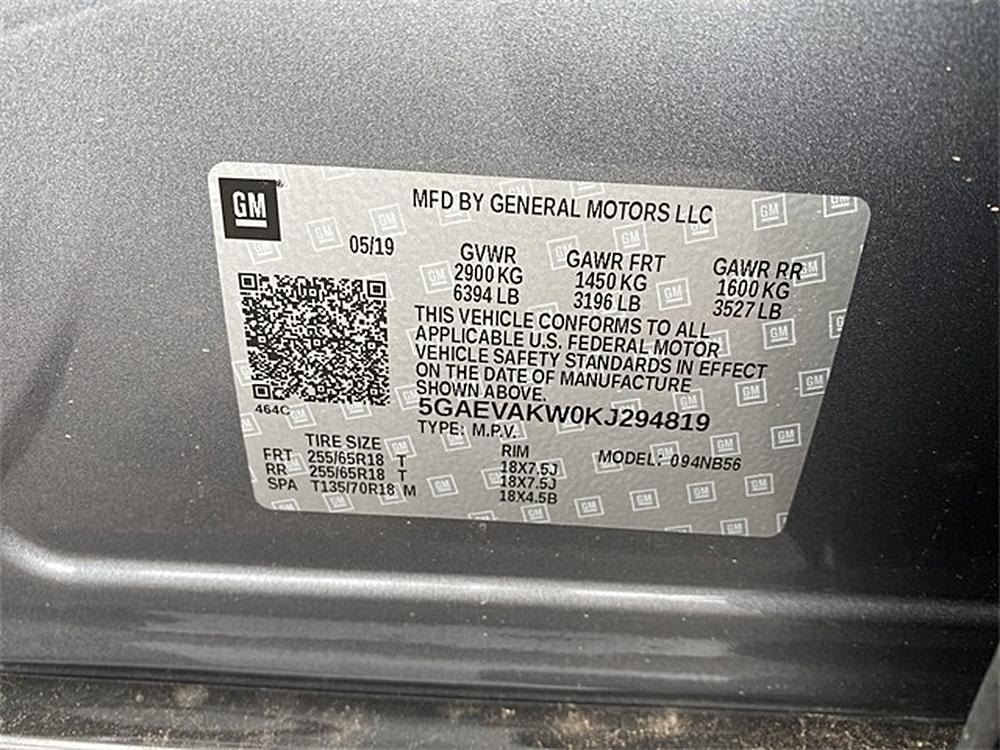 GM
MFD BY GENERAL MOTORS LLC
05/19
GVWR GAWR FRT GAWR RR
2900 KG 1450 KG 1600 KG
6394 LB 3196 LB 3527 LB
THIS VEHICLE CONFORMS TO ALL
APPLICABLE U.S. FEDERAL MOTOR
VEHICLE SAFETY STANDARDS IN EFFECT
ON THE DATE OF MANUFACTURE
SHOWN ABOVE.
464C
5GAEVAKW0KJ294819
TYPE: M.P.V.
TIRE SIZE RIM MODEL: 094NB56
FRT 255/65R18 T 18X7.5J
RR 255/65R18 T 18X7.5J
SPA T135/70R18 M 18X4.5B